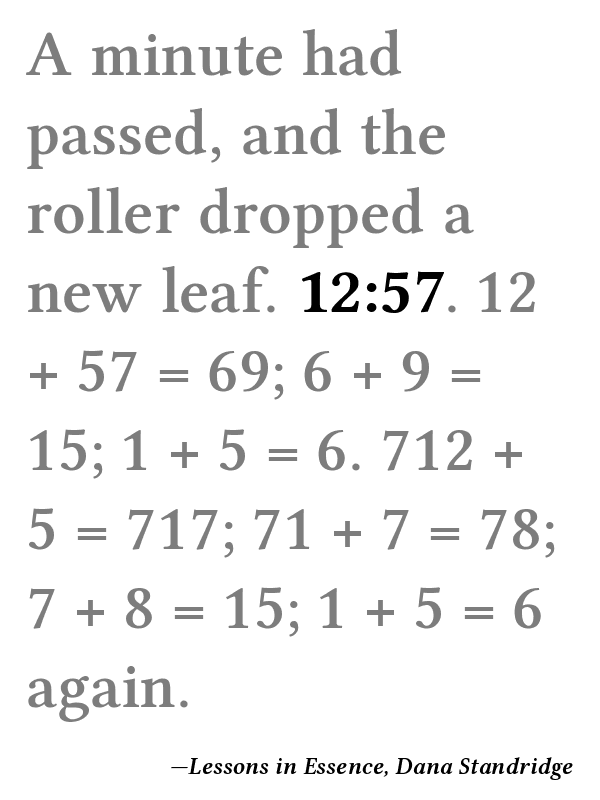 A minute had
passed, and the
roller dropped a
new leaf. 12:57. 12
+ 57 = 69; 6 + 9 =
15; 1 + 5 = 6. 712 +
5 = 717; 71 + 7 = 78;
7 + 8 = 15; 1 + 5 = 6
again.
—Lessons in Essence, Dana Standridge